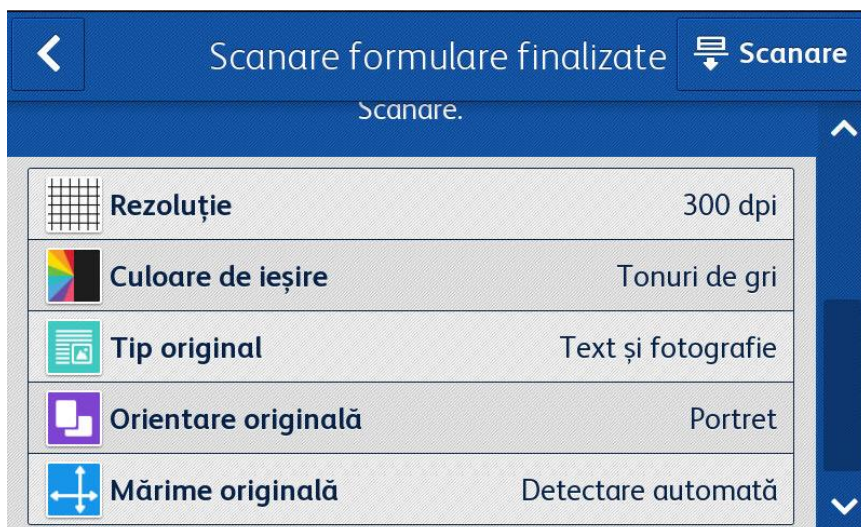 Scanare formulare finalizate
Scanare
Scanare.
Rezoluție 300 dpi
Culoare de ieșire Tonuri de gri
Tip original Text și fotografie
Orientare originală Portret
Mărime originală Detectare automată